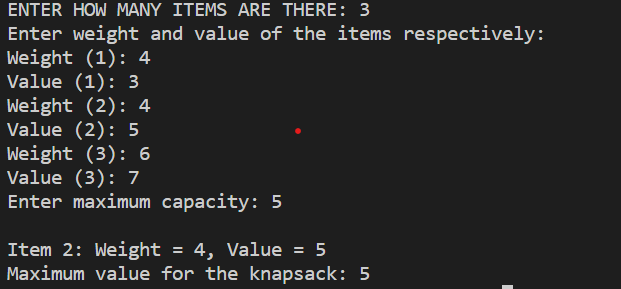 ENTER HOW MANY ITEMS ARE THERE: 3
Enter weight and value of the items respectively:
Weight (1): 4
Value (1): 3
Weight (2): 4
Value (2): 5
Weight (3): 6
Value (3): 7
Enter maximum capacity: 5
Item 2: Weight = 4, Value = 5
Maximum value for the knapsack: 5